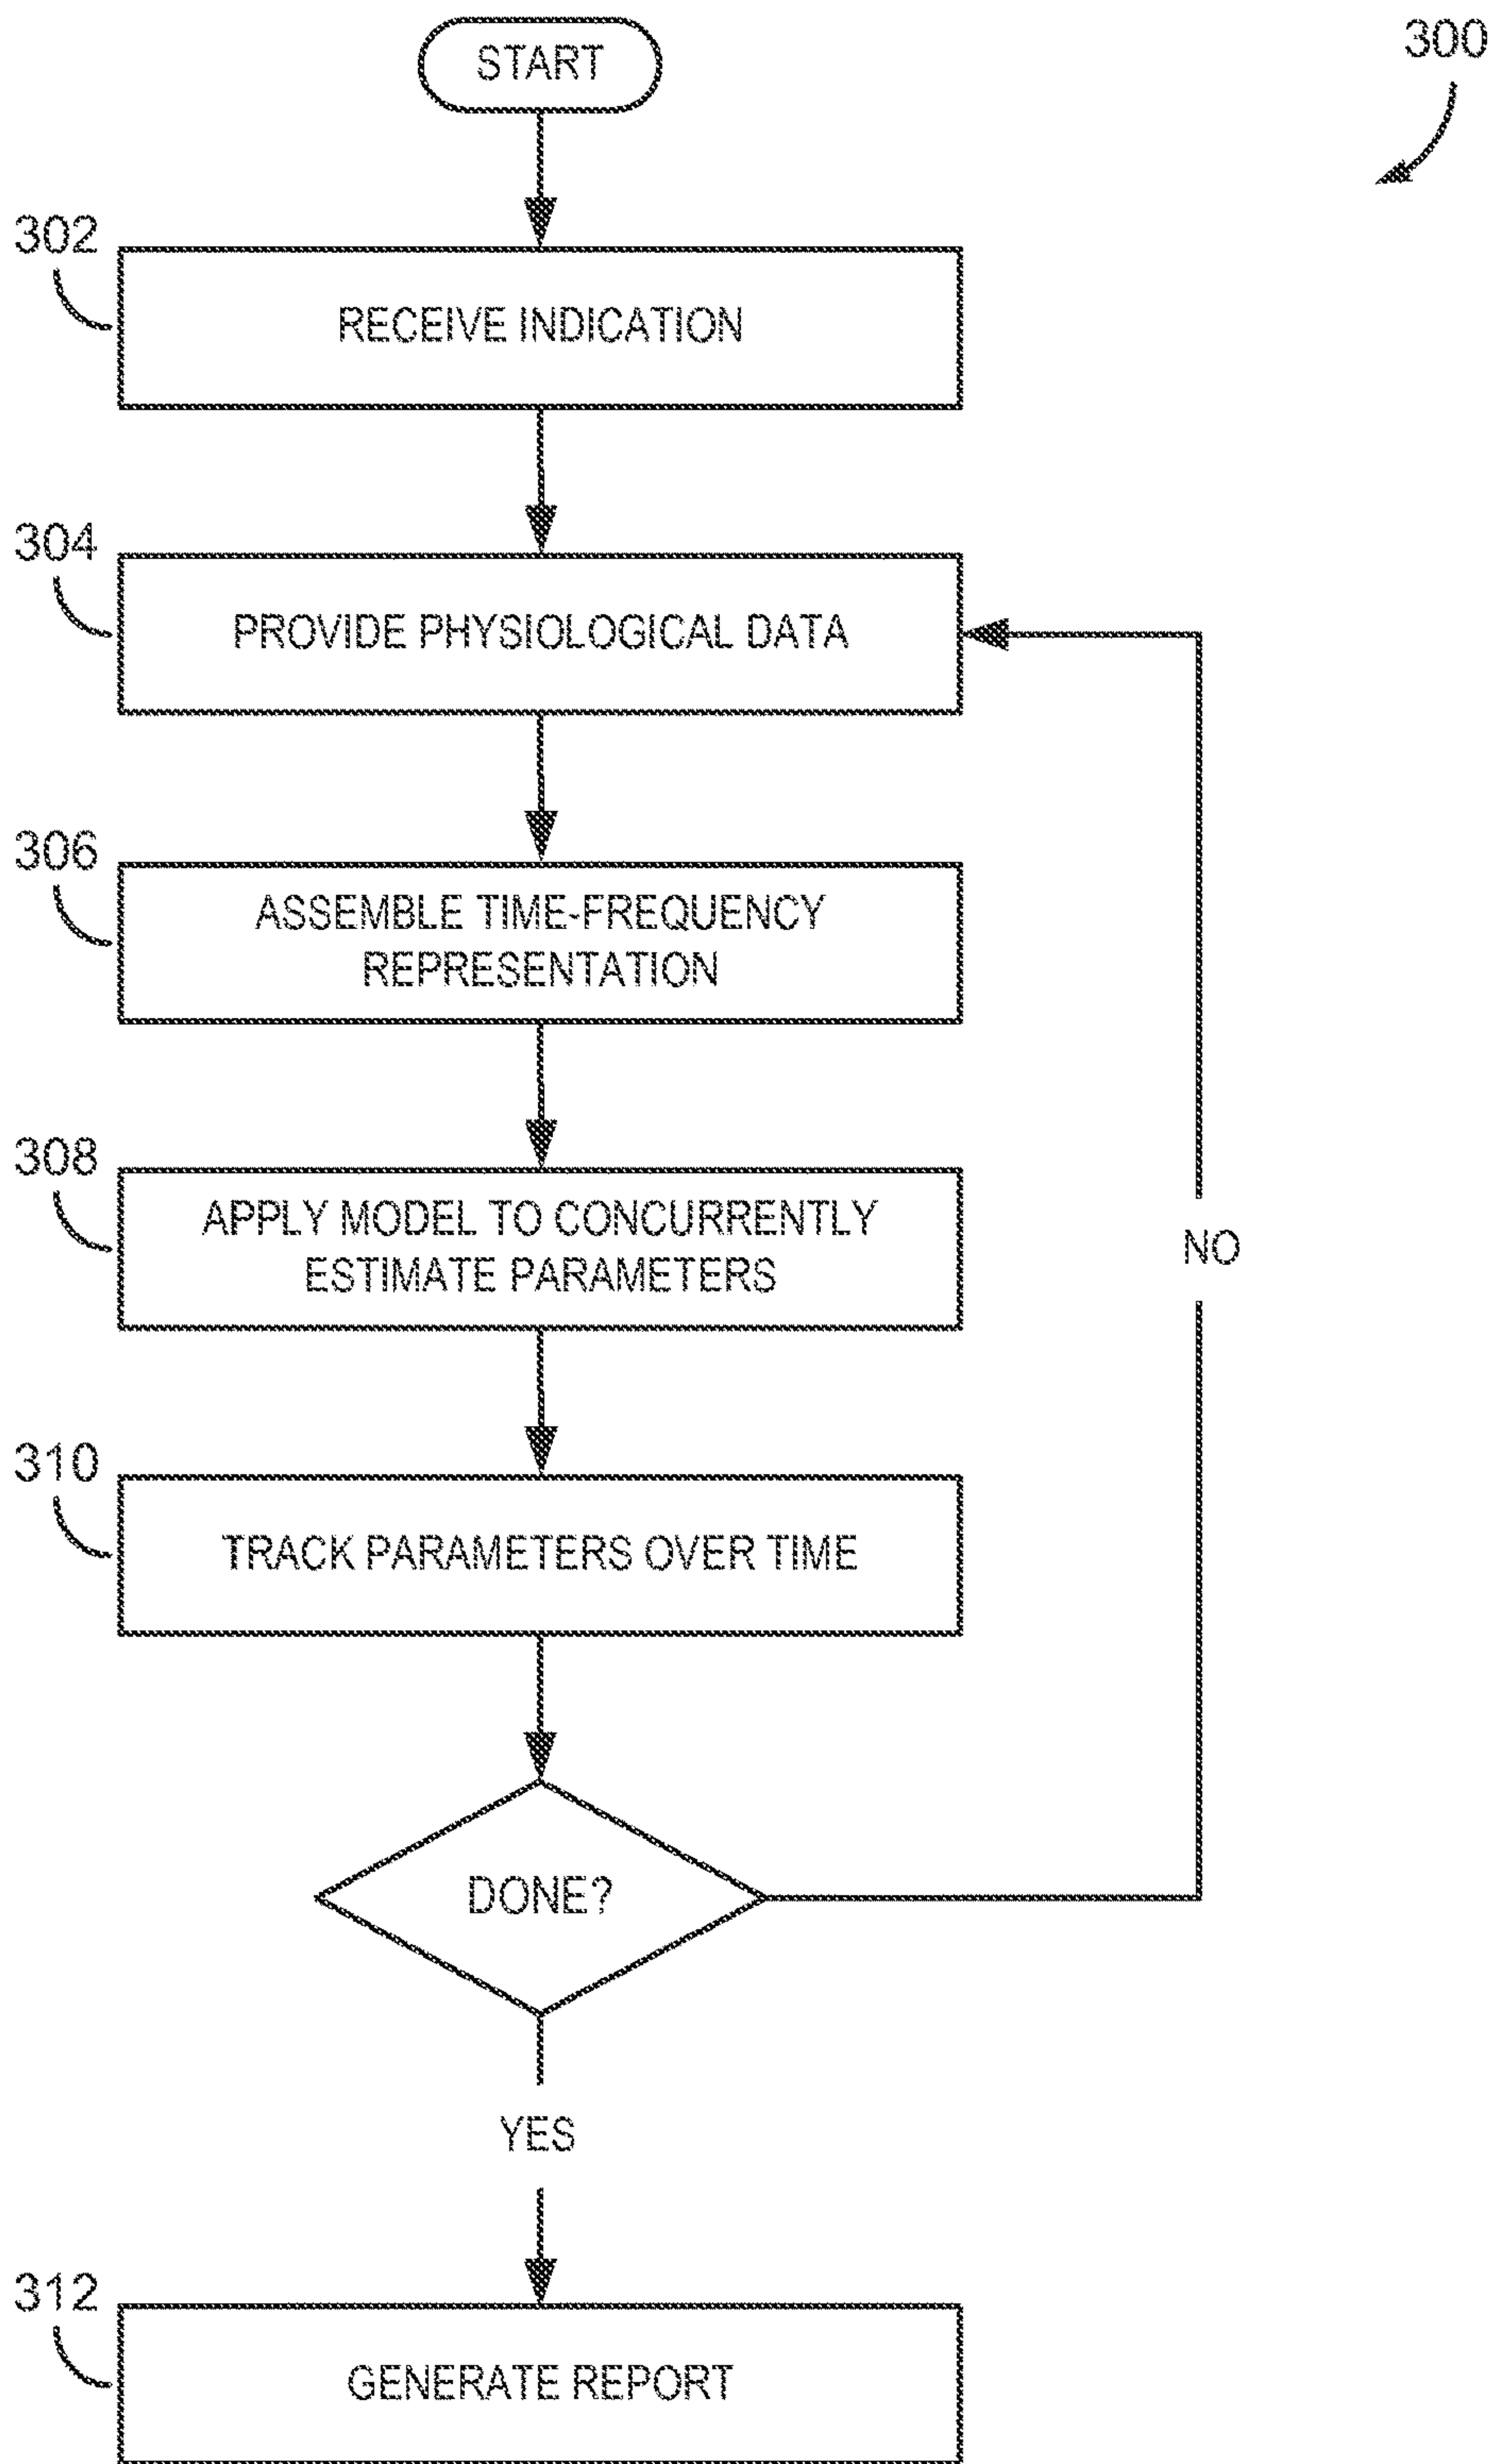 START
300
302
RECEIVE INDICATION
304
PROVIDE PHYSIOLOGICAL DATA
306
ASSEMBLE TIME-FREQUENCY
REPRESENTATION
308
APPLY MODEL TO CONCURRENTLY
ESTIMATE PARAMETERS
NO
310
TRACK PARAMETERS OVER TIME
DONE?
YES
312
GENERATE REPORT